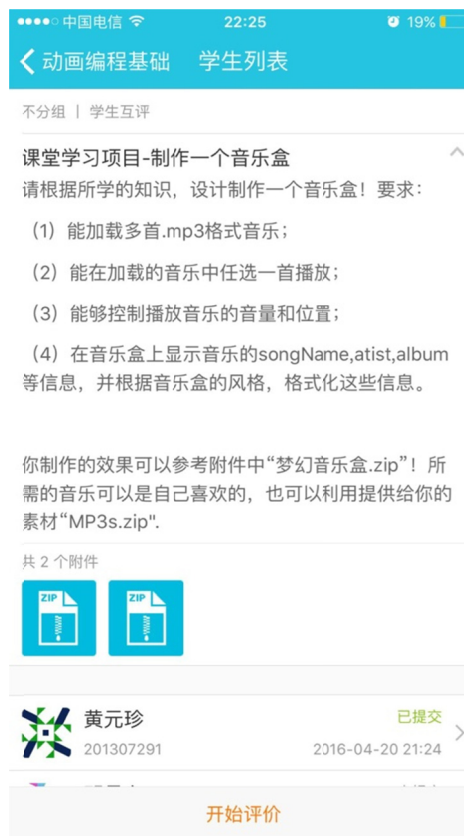 中国电信 22:25 19%
动画编程基础 学生列表
不分组 | 学生互评
课堂学习项目-制作一个音乐盒
请根据所学的知识，设计制作一个音乐盒！要求：
（1）能加载多首.mp3格式音乐；
（2）能在加载的音乐中任选一首播放；
（3）能够控制播放音乐的音量和位置；
（4）在音乐盒上显示音乐的songName,atist,album
等信息，并根据音乐盒的风格，格式化这些信息。
你制作的效果可以参考附件中“梦幻音乐盒.zip”！所
需的音乐可以是自己喜欢的，也可以利用提供给你的
素材“MP3s.zip".
共 2 个附件
ZIP ZIP
黄元珍 已提交
201307291 2016-04-20 21:24
开始评价